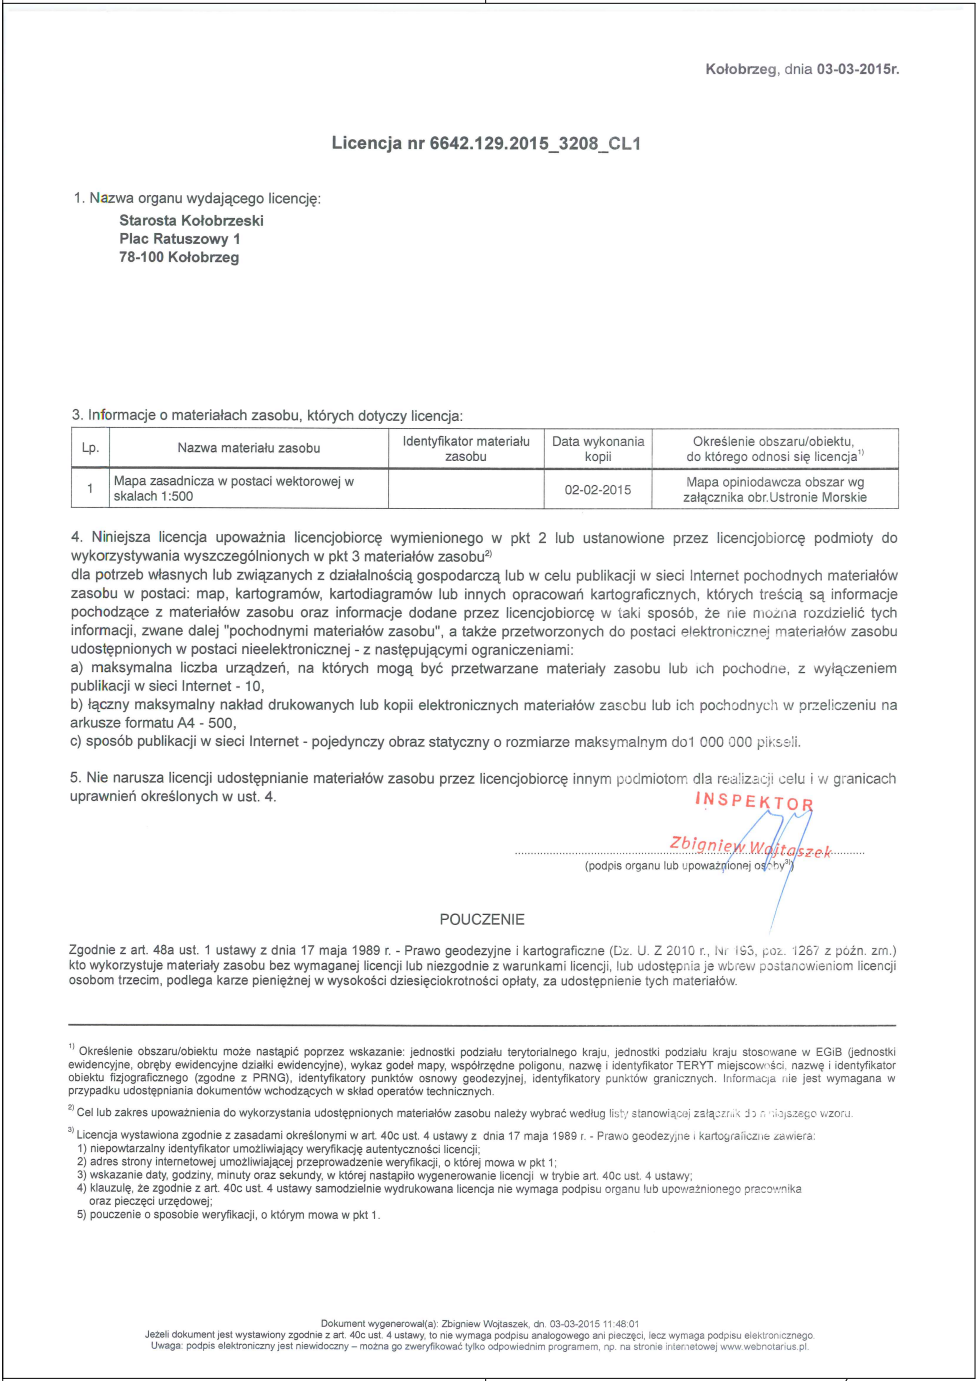 Kołobrzeg, dnia 03-03-2015r.
Licencja nr 6642.129.2015_3208_CL1
1. Nazwa organu wydającego licencję:
Starosta Kołobrzeski
Plac Ratuszowy 1
78-100 Kołobrzeg
3. Informacje o materiałach zasobu, których dotyczy licencja:
Lp. Nazwa materiału zasobu Identyfikator materiału zasobu Data wykonania kopii Określenie obszaru/obiektu, do którego odnosi się licencja1)
1 Mapa zasadnicza w postaci wektorowej w skalach 1:500 02-02-2015 Mapa opiniodawcza obszar wg załącznika obr.Ustronie Morskie
4. Niniejsza licencja upoważnia licencjobiorcę wymienionego w pkt 2 lub ustanowione przez licencjobiorcę podmioty do
wykorzystywania wyszczególnionych w pkt 3 materiałów zasobu2)
dla potrzeb własnych lub związanych z działalnością gospodarczą lub w celu publikacji w sieci Internet pochodnych materiałów
zasobu w postaci: map, kartogramów, kartodiagramów lub innych opracowań kartograficznych, których treścią są informacje
pochodzące z materiałów zasobu oraz informacje dodane przez licencjobiorcę w taki sposób, że nie można rozdzielić tych
informacji, zwane dalej "pochodnymi materiałów zasobu", a także przetworzonych do postaci elektronicznej materiałów zasobu
udostępnionych w postaci nieelektronicznej - z następującymi ograniczeniami:
a) maksymalna liczba urządzeń, na których mogą być przetwarzane materiały zasobu lub ich pochodne, z wyłączeniem
publikacji w sieci Internet - 10,
b) łączny maksymalny nakład drukowanych lub kopii elektronicznych materiałów zasobu lub ich pochodnych w przeliczeniu na
arkusze formatu A4 - 500,
c) sposób publikacji w sieci Internet - pojedynczy obraz statyczny o rozmiarze maksymalnym do1 000 000 pikseli.
5. Nie narusza licencji udostępnianie materiałów zasobu przez licencjobiorcę innym podmiotom dla realizacji celu i w granicach
uprawnień określonych w ust. 4.
INSPEKTOR
Zbigniew Wojtaszek
(podpis organu lub upoważnionej osoby3))
POUCZENIE
Zgodnie z art. 48a ust. 1 ustawy z dnia 17 maja 1989 r. - Prawo geodezyjne i kartograficzne (Dz. U. Z 2010 r., Nr 193, poz. 1287 z późn. zm.)
kto wykorzystuje materiały zasobu bez wymaganej licencji lub niezgodnie z warunkami licencji, lub udostępnia je wbrew postanowieniom licencji
osobom trzecim, podlega karze pieniężnej w wysokości dziesięciokrotności opłaty, za udostępnienie tych materiałów.
1) Określenie obszaru/obiektu może nastąpić poprzez wskazanie: jednostki podziału terytorialnego kraju, jednostki podziału kraju stosowane w EGiB (jednostki
ewidencyjne, obręby ewidencyjne działki ewidencyjne), wykaz godeł mapy, współrzędne poligonu, nazwę i identyfikator TERYT miejscowości, nazwę i identyfikator
obiektu fizjograficznego (zgodne z PRNG), identyfikatory punktów osnowy geodezyjnej, identyfikatory punktów granicznych. Informacja nie jest wymagana w
przypadku udostępniania dokumentów wchodzących w skład operatów technicznych.
2) Cel lub zakres upoważnienia do wykorzystania udostępnionych materiałów zasobu należy wybrać według listy stanowiącej załącznik do niniejszego wzoru.
3) Licencja wystawiona zgodnie z zasadami określonymi w art. 40c ust. 4 ustawy z dnia 17 maja 1989 r. - Prawo geodezyjne i kartograficzne zawiera:
1) niepowtarzalny identyfikator umożliwiający weryfikację autentyczności licencji;
2) adres strony internetowej umożliwiającej przeprowadzenie weryfikacji, o której mowa w pkt 1;
3) wskazanie daty, godziny, minuty oraz sekundy, w której nastąpiło wygenerowanie licencji w trybie art. 40c ust. 4 ustawy;
4) klauzulę, że zgodnie z art. 40c ust. 4 ustawy samodzielnie wydrukowana licencja nie wymaga podpisu organu lub upoważnionego pracownika
oraz pieczęci urzędowej;
5) pouczenie o sposobie weryfikacji, o którym mowa w pkt 1.
Dokument wygenerował(a): Zbigniew Wojtaszek, dn. 03-03-2015 11:48:01
Jeżeli dokument jest wystawiony zgodnie z art. 40c ust. 4 ustawy, to nie wymaga podpisu analogowego ani pieczęci, lecz wymaga podpisu elektronicznego.
Uwaga: podpis elektroniczny jest niewidoczny – można go zweryfikować tylko odpowiednim programem, np. na stronie internetowej www.webnotarius.pl.